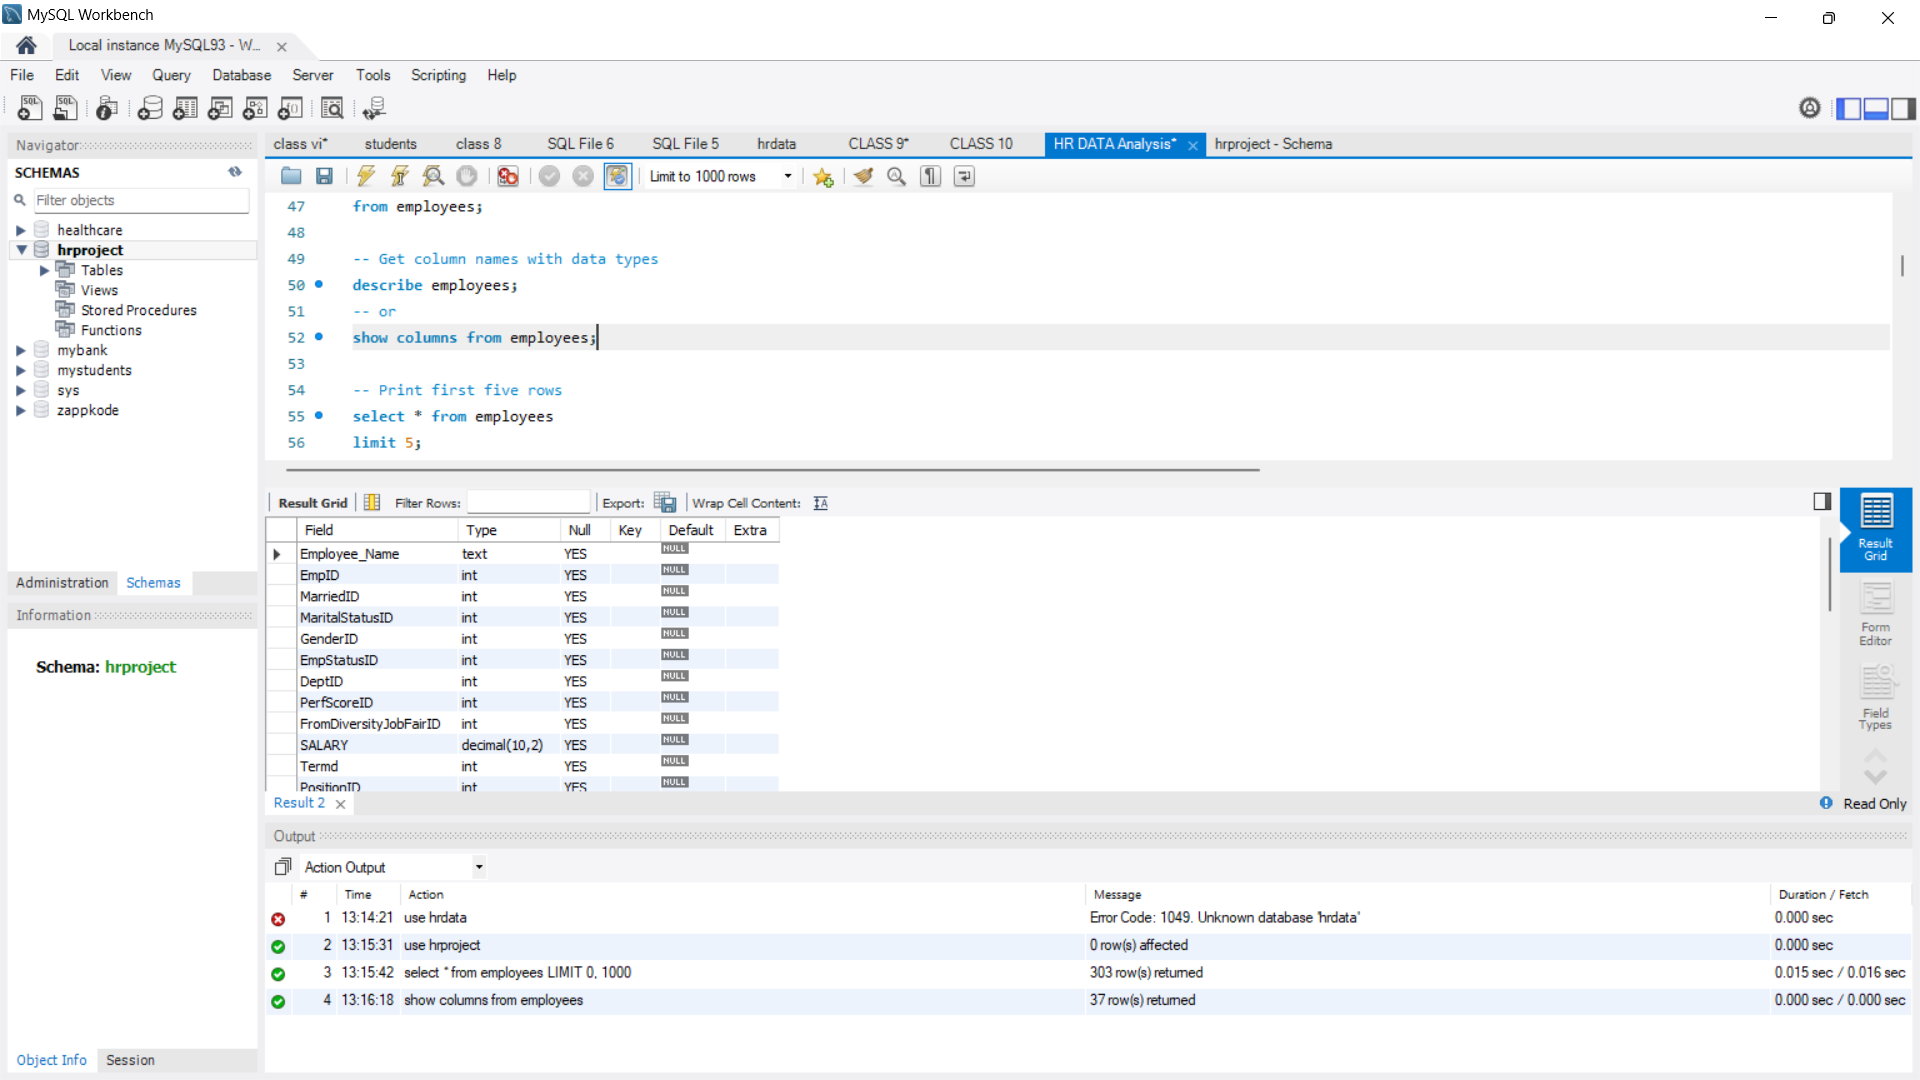 MySQL Workbench
Local instance MySQL93 - W...
File Edit View Query Database Server Tools Scripting Help
Navigator
SCHEMAS
Filter objects
healthcare
hrproject
Tables
Views
Stored Procedures
Functions
mybank
mystudents
sys
zappkode
Administration Schemas
Information
Schema: hrproject
Object Info Session
class vi* students class 8 SQL File 6 SQL File 5 hrdata CLASS 9* CLASS 10 HR DATA Analysis* hrproject - Schema
Limit to 1000 rows
47 from employees;
48
49 -- Get column names with data types
50 describe employees;
51 -- or
52 show columns from employees;
53
54 -- Print first five rows
55 select * from employees
56 limit 5;
Result Grid Filter Rows: Export: Wrap Cell Content:
Field Type Null Key Default Extra
Employee_Name text YES NULL
EmpID int YES NULL
MarriedID int YES NULL
MaritalStatusID int YES NULL
GenderID int YES NULL
EmpStatusID int YES NULL
DeptID int YES NULL
PerfScoreID int YES NULL
FromDiversityJobFairID int YES NULL
SALARY decimal(10,2) YES NULL
Termd int YES NULL
PositionID int YES NULL
Result Grid
Form Editor
Field Types
Result 2
Read Only
Output
Action Output
# Time Action Message Duration / Fetch
1 13:14:21 use hrdata Error Code: 1049. Unknown database 'hrdata' 0.000 sec
2 13:15:31 use hrproject 0 row(s) affected 0.000 sec
3 13:15:42 select * from employees LIMIT 0, 1000 303 row(s) returned 0.015 sec / 0.016 sec
4 13:16:18 show columns from employees 37 row(s) returned 0.000 sec / 0.000 sec